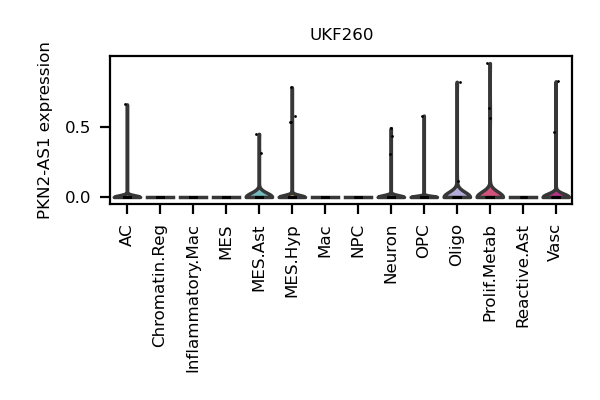 UKF260
PKN2-AS1 expression
0.5
0.0
AC
Chromatin.Reg
Inflammatory.Mac
MES
MES.Ast
MES.Hyp
Mac
NPC
Neuron
OPC
Oligo
Prolif.Metab
Reactive.Ast
Vasc